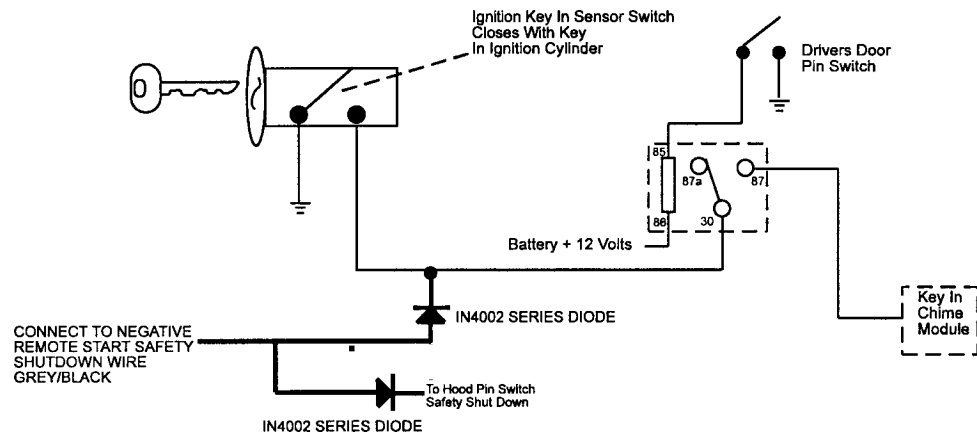 Ignition Key In Sensor Switch
Closes With Key
In Ignition Cylinder
Drivers Door
Pin Switch
85
87a
87
86
30
Battery + 12 Volts
Key In
Chime
Module
IN4002 SERIES DIODE
CONNECT TO NEGATIVE
REMOTE START SAFETY
SHUTDOWN WIRE
GREY/BLACK
To Hood Pin Switch
Safety Shut Down
IN4002 SERIES DIODE